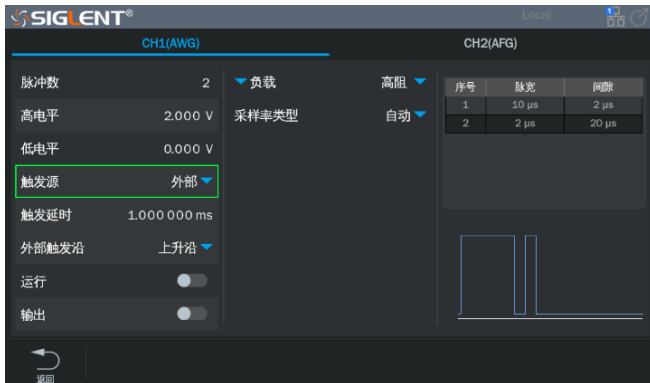 SIGLENT®
Local
1
CH1(AWG)
CH2(AFG)
脉冲数 2
高电平 2.000 V
低电平 0.000 V
触发源 外部
触发延时 1.000 000 ms
外部触发沿 上升沿
运行
输出
负载 高阻
采样率类型 自动
序号 脉宽 间隙
1 10 μs 2 μs
2 2 μs 20 μs
返回